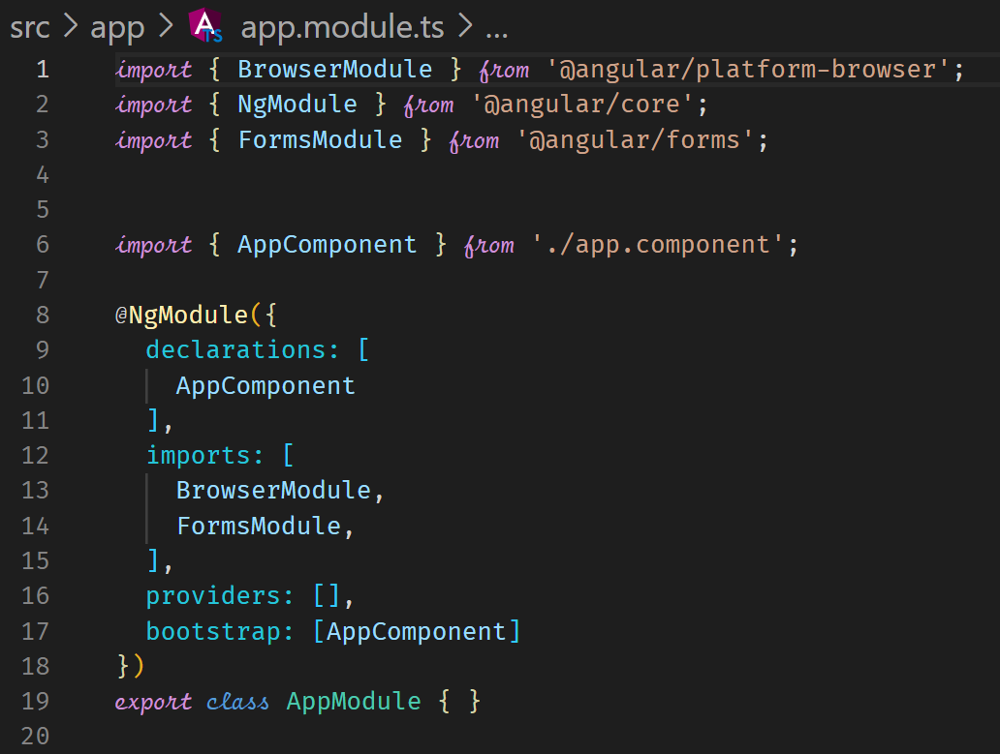 src > app > app.module.ts > ...
1 import { BrowserModule } from '@angular/platform-browser';
2 import { NgModule } from '@angular/core';
3 import { FormsModule } from '@angular/forms';
4
5
6 import { AppComponent } from './app.component';
7
8 @NgModule({
9   declarations: [
10     AppComponent
11   ],
12   imports: [
13     BrowserModule,
14     FormsModule,
15   ],
16   providers: [],
17   bootstrap: [AppComponent]
18 })
19 export class AppModule { }
20